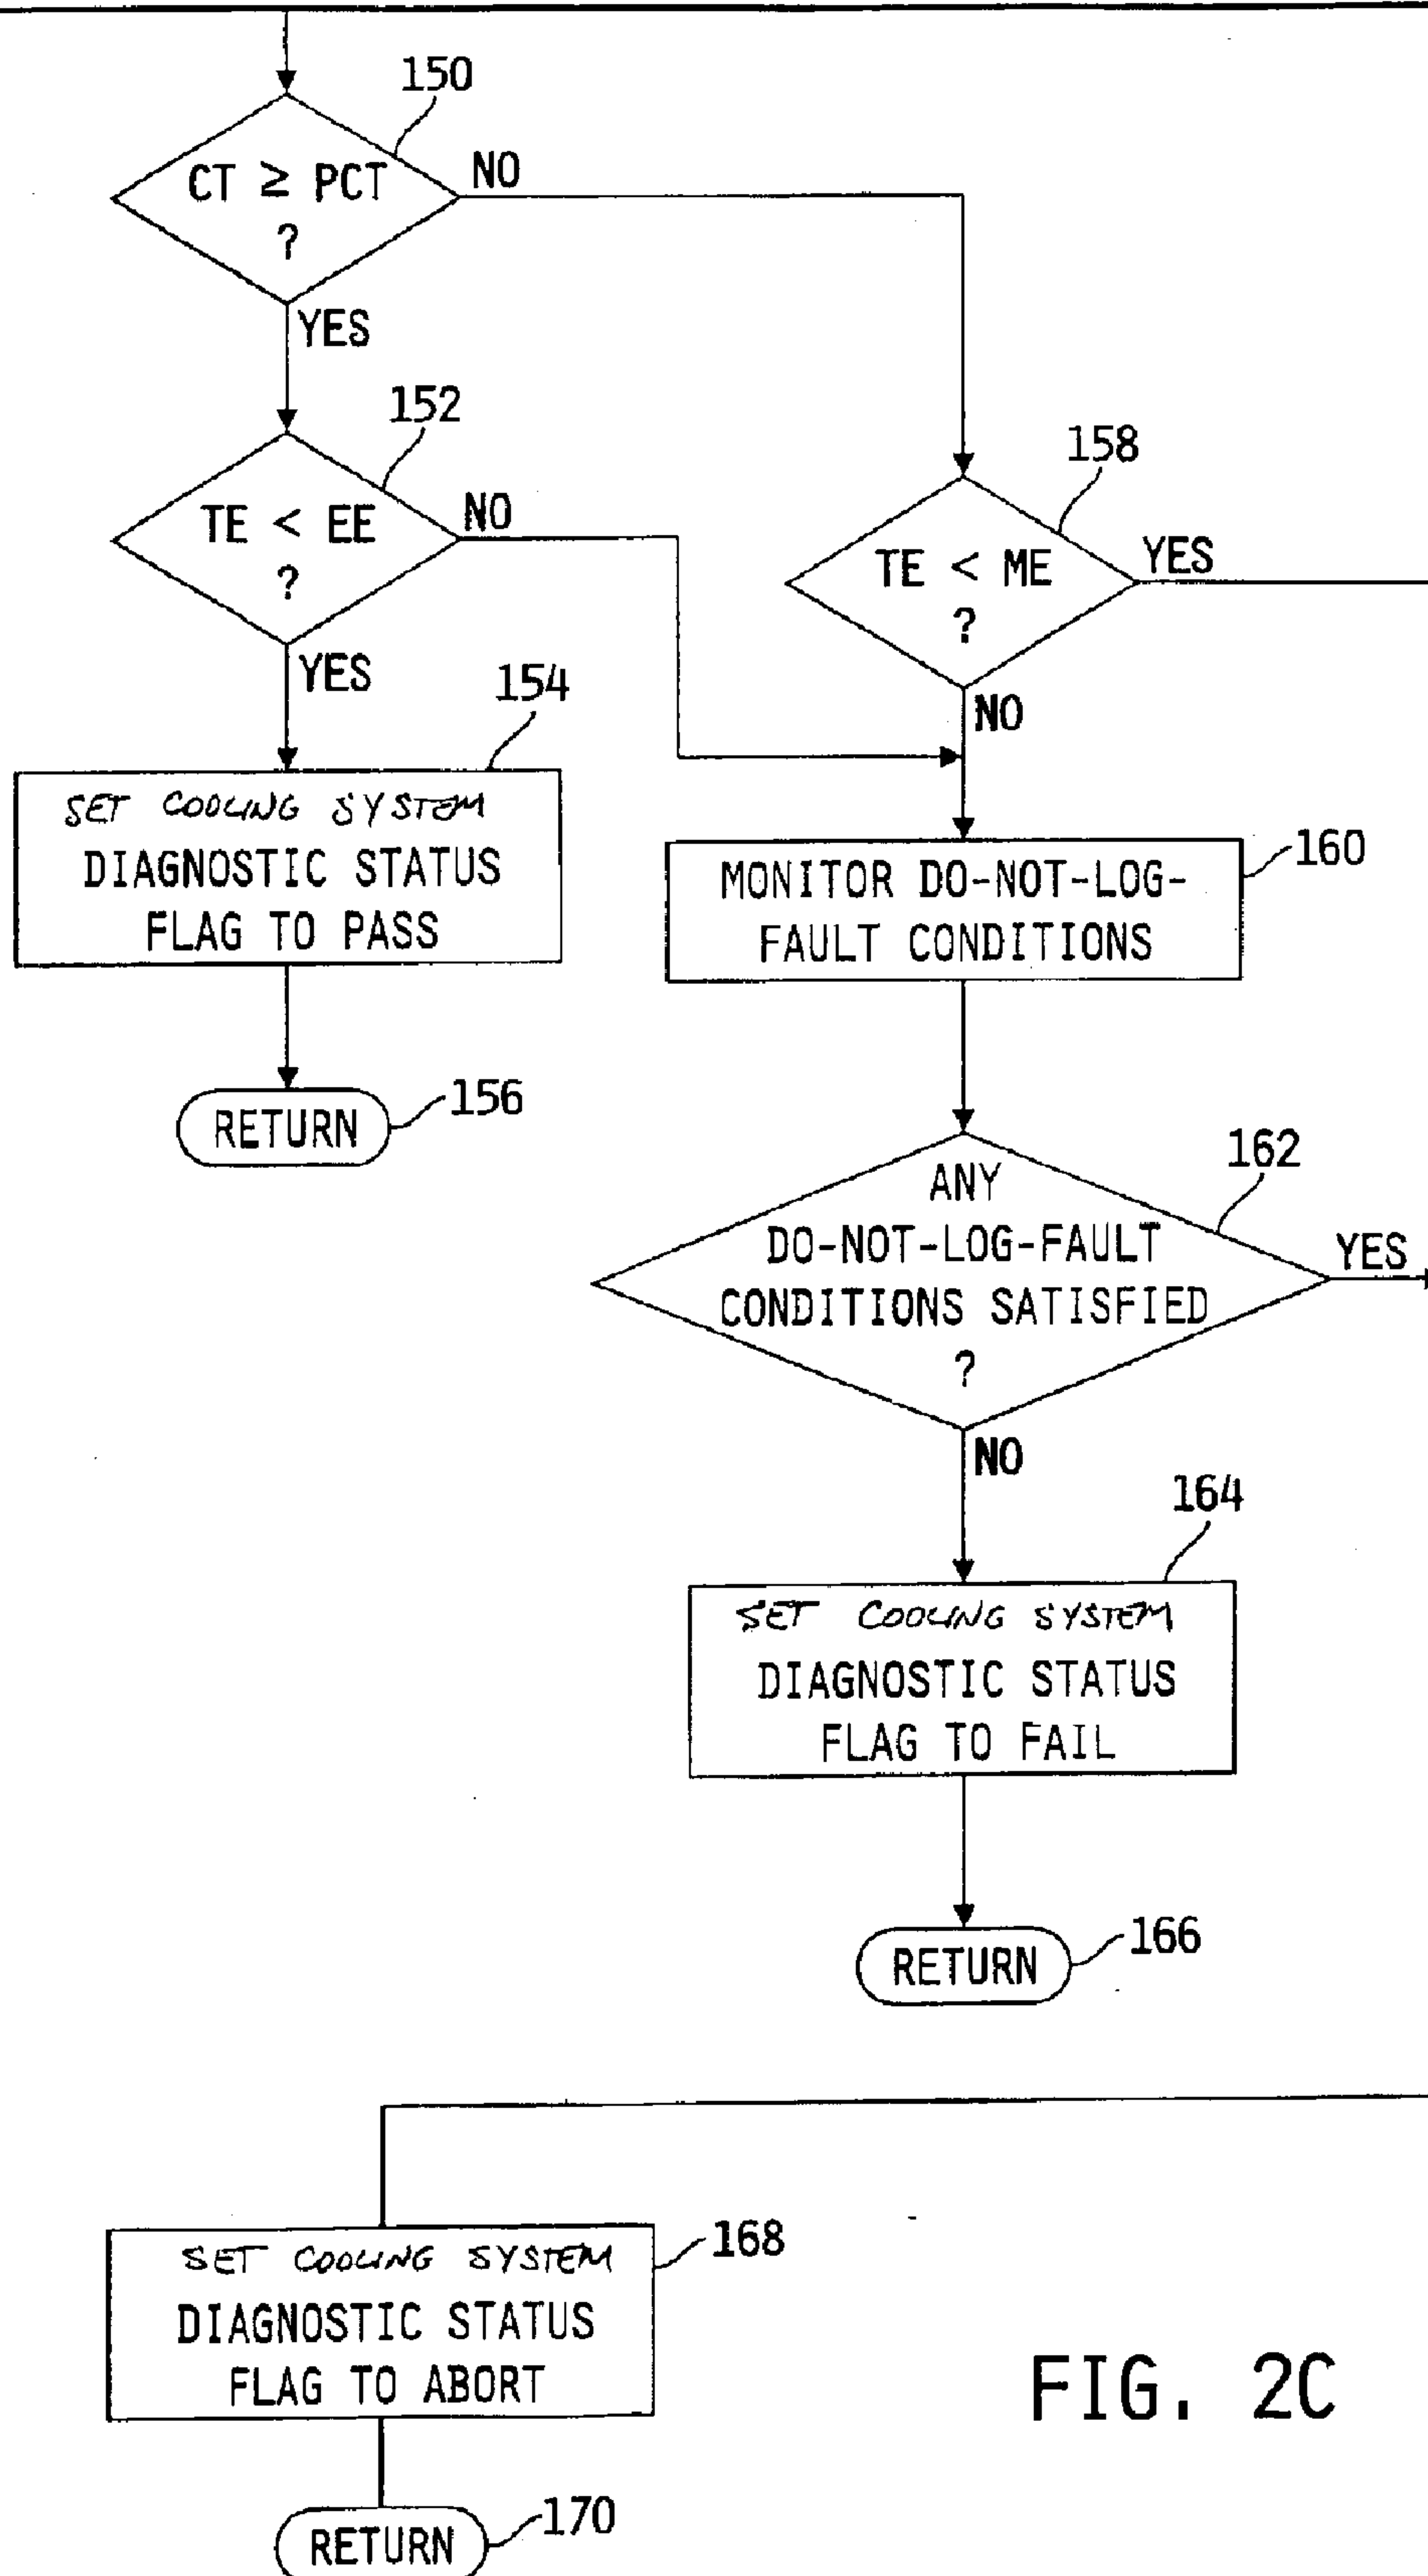 150
CT ≥ PCT
?
NO
YES
152
TE < EE
?
NO
YES
158
TE < ME
?
YES
NO
154
SET COOLING SYSTEM
DIAGNOSTIC STATUS
FLAG TO PASS
156
RETURN
160
MONITOR DO-NOT-LOG-
FAULT CONDITIONS
162
ANY
DO-NOT-LOG-FAULT
CONDITIONS SATISFIED
?
YES
NO
164
SET COOLING SYSTEM
DIAGNOSTIC STATUS
FLAG TO FAIL
166
RETURN
168
SET COOLING SYSTEM
DIAGNOSTIC STATUS
FLAG TO ABORT
170
RETURN
FIG. 2C